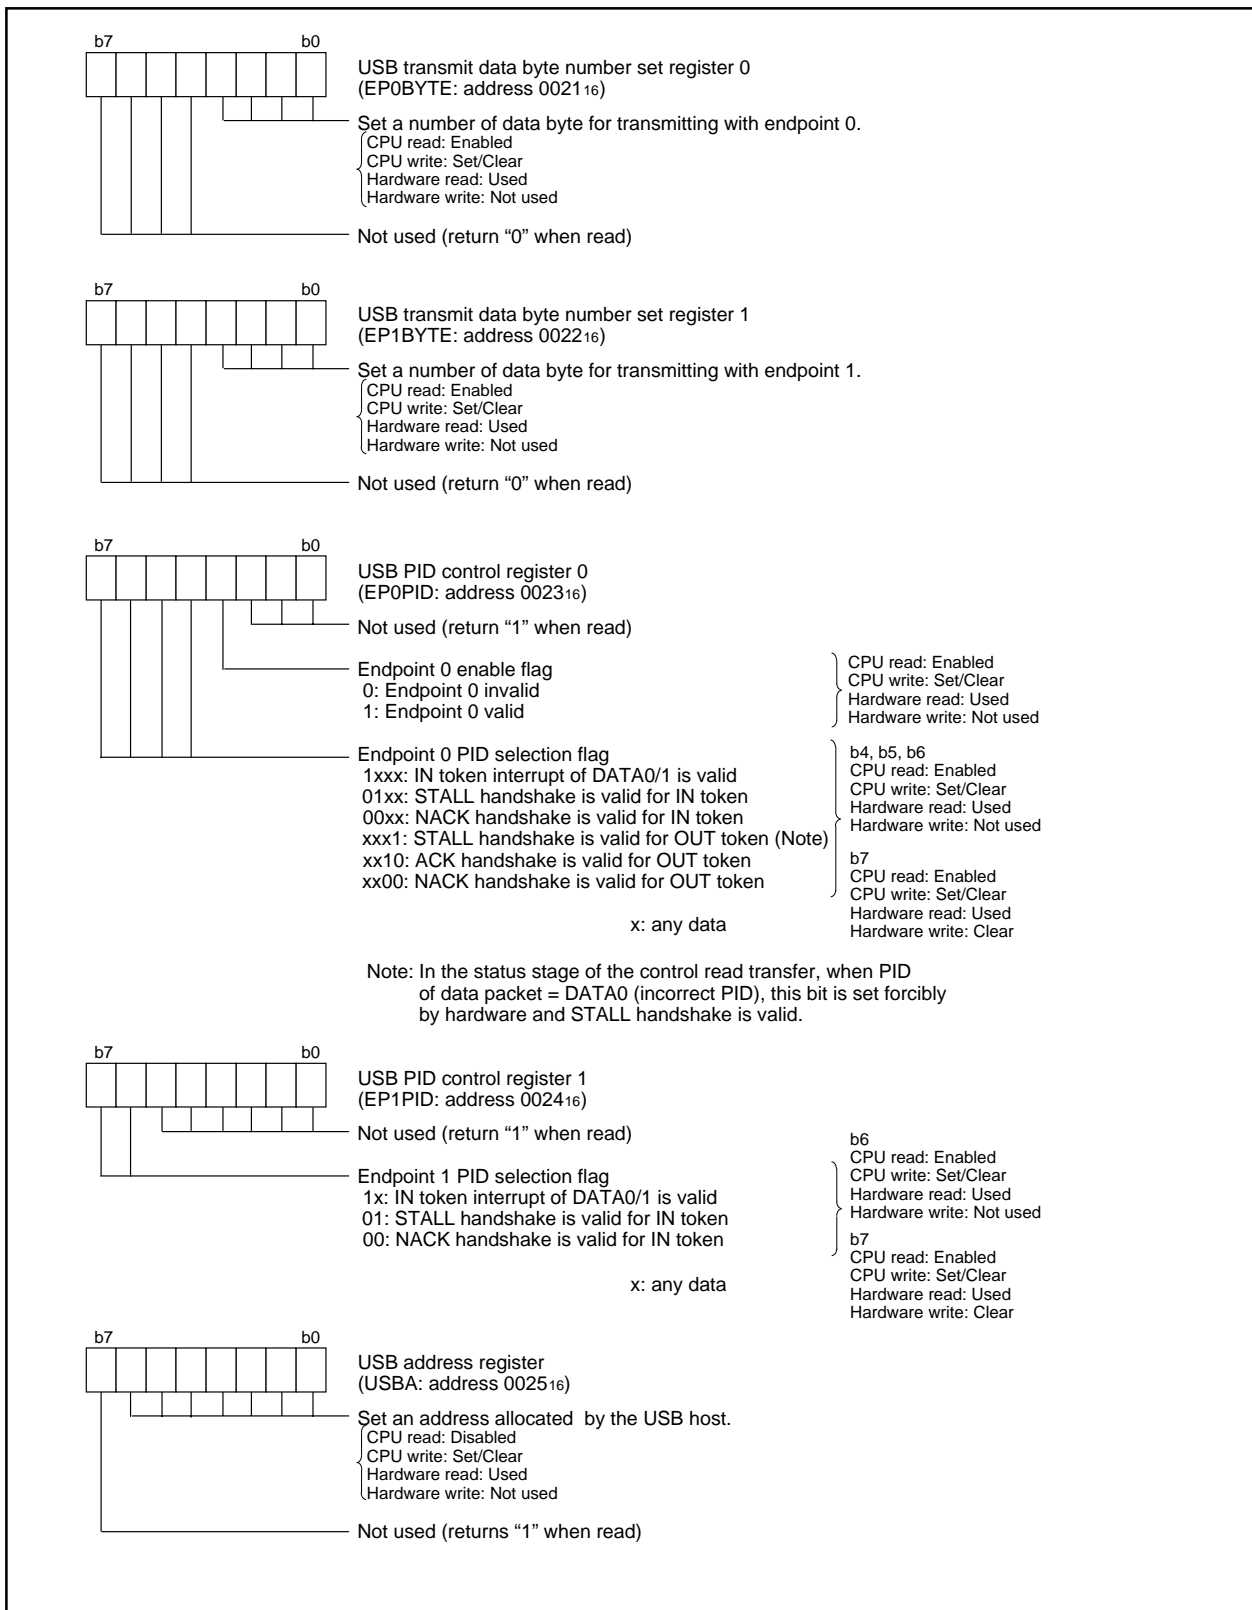 b7 b0
USB transmit data byte number set register 0
(EP0BYTE: address 002116)
Set a number of data byte for transmitting with endpoint 0.
CPU read: Enabled
CPU write: Set/Clear
Hardware read: Used
Hardware write: Not used
Not used (return “0” when read)
b7 b0
USB transmit data byte number set register 1
(EP1BYTE: address 002216)
Set a number of data byte for transmitting with endpoint 1.
CPU read: Enabled
CPU write: Set/Clear
Hardware read: Used
Hardware write: Not used
Not used (return “0” when read)
b7 b0
USB PID control register 0
(EP0PID: address 002316)
Not used (return “1” when read)
Endpoint 0 enable flag
0: Endpoint 0 invalid
1: Endpoint 0 valid
CPU read: Enabled
CPU write: Set/Clear
Hardware read: Used
Hardware write: Not used
Endpoint 0 PID selection flag
1xxx: IN token interrupt of DATA0/1 is valid
01xx: STALL handshake is valid for IN token
00xx: NACK handshake is valid for IN token
xxx1: STALL handshake is valid for OUT token (Note)
xx10: ACK handshake is valid for OUT token
xx00: NACK handshake is valid for OUT token
x: any data
b4, b5, b6
CPU read: Enabled
CPU write: Set/Clear
Hardware read: Used
Hardware write: Not used
b7
CPU read: Enabled
CPU write: Set/Clear
Hardware read: Used
Hardware write: Clear
Note: In the status stage of the control read transfer, when PID
of data packet = DATA0 (incorrect PID), this bit is set forcibly
by hardware and STALL handshake is valid.
b7 b0
USB PID control register 1
(EP1PID: address 002416)
Not used (return “1” when read)
Endpoint 1 PID selection flag
1x: IN token interrupt of DATA0/1 is valid
01: STALL handshake is valid for IN token
00: NACK handshake is valid for IN token
x: any data
b6
CPU read: Enabled
CPU write: Set/Clear
Hardware read: Used
Hardware write: Not used
b7
CPU read: Enabled
CPU write: Set/Clear
Hardware read: Used
Hardware write: Clear
b7 b0
USB address register
(USBA: address 002516)
Set an address allocated by the USB host.
CPU read: Disabled
CPU write: Set/Clear
Hardware read: Used
Hardware write: Not used
Not used (returns “1” when read)